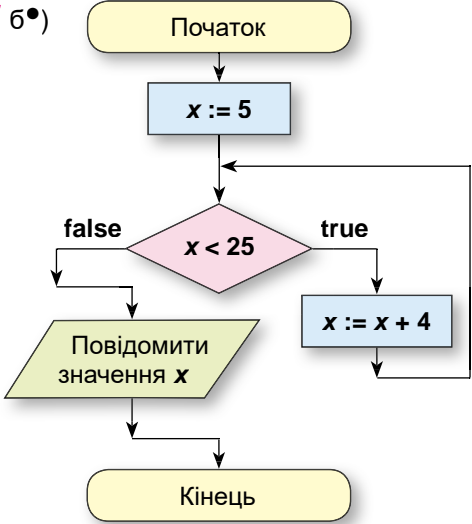 б●)
Початок
x := 5
false
x < 25
true
x := x + 4
Повідомити
значення x
Кінець